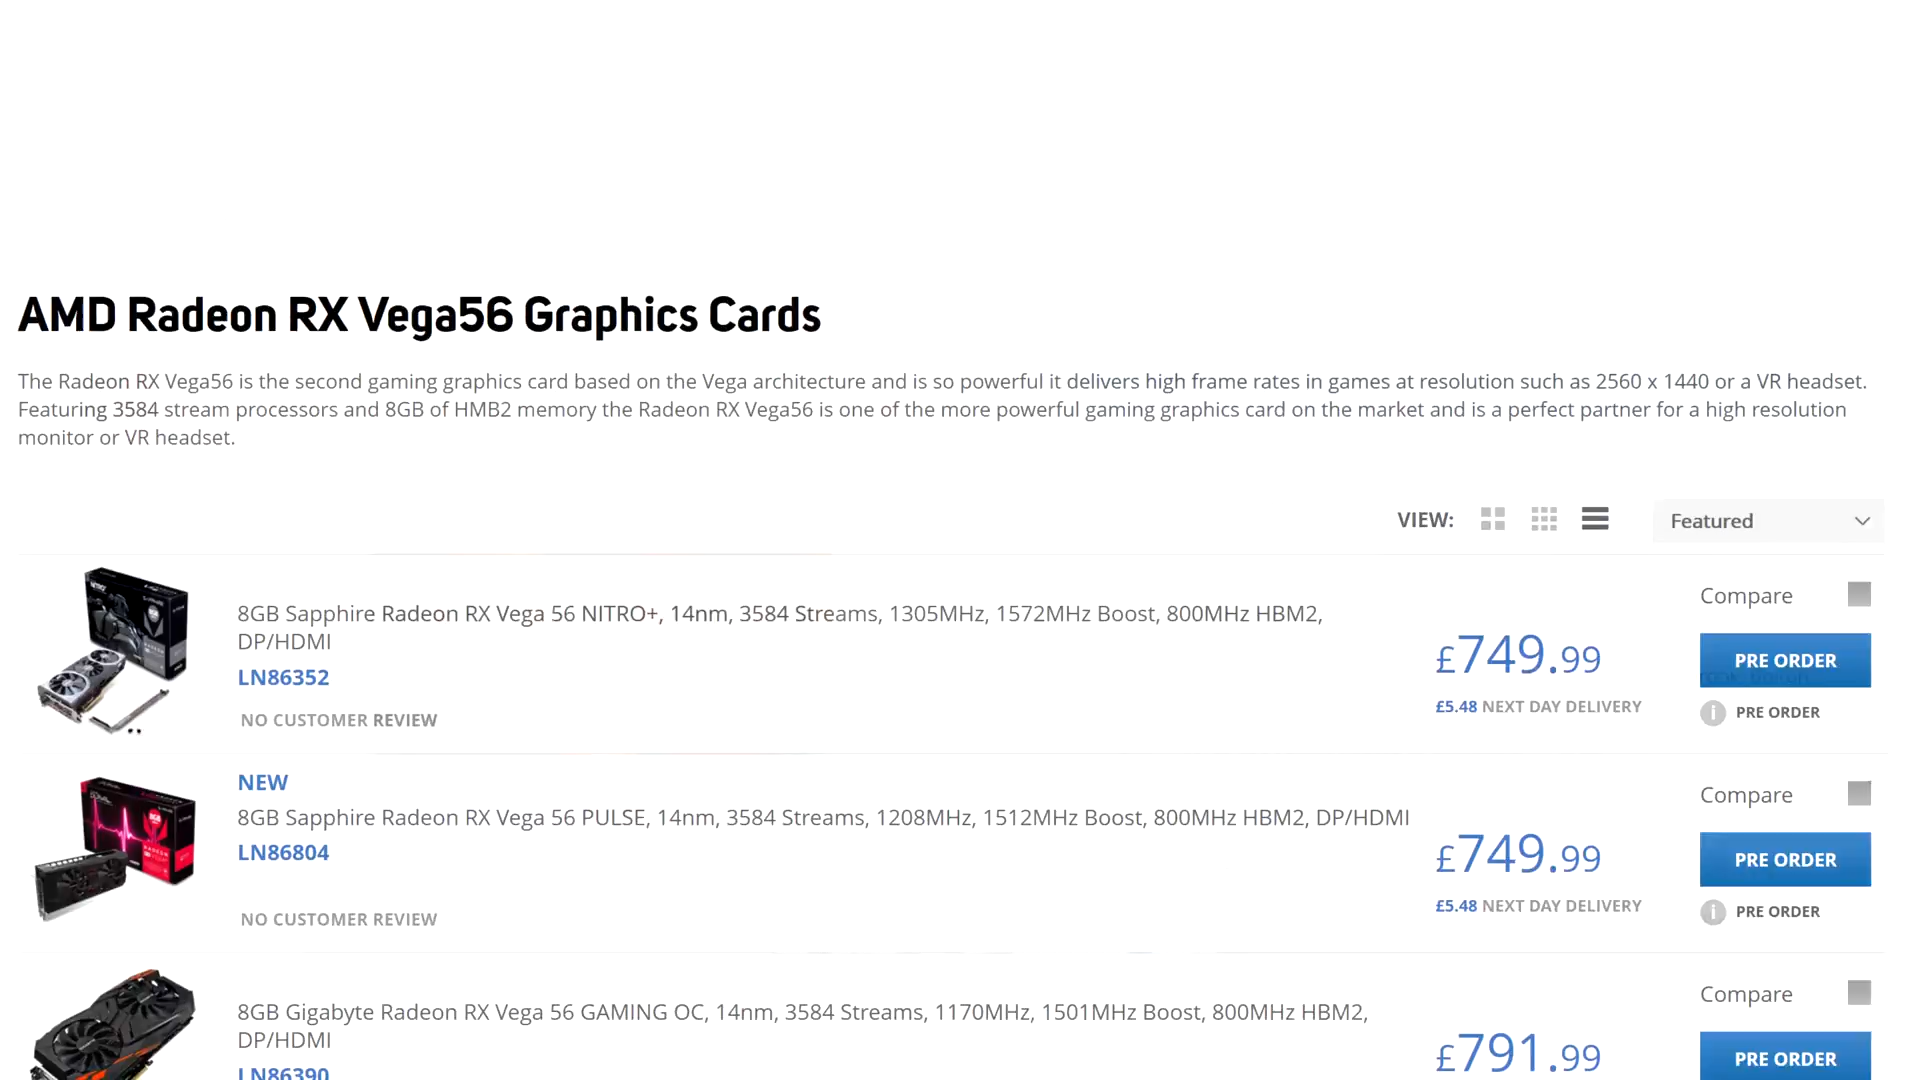 AMD Radeon RX Vega56 Graphics Cards
The Radeon RX Vega56 is the second gaming graphics card based on the Vega architecture and is so powerful it delivers high frame rates in games at resolution such as 2560 x 1440 or a VR headset.
Featuring 3584 stream processors and 8GB of HMB2 memory the Radeon RX Vega56 is one of the more powerful gaming graphics card on the market and is a perfect partner for a high resolution
monitor or VR headset.
VIEW:
Featured
8GB Sapphire Radeon RX Vega 56 NITRO+, 14nm, 3584 Streams, 1305MHz, 1572MHz Boost, 800MHz HBM2,
DP/HDMI
LN86352
NO CUSTOMER REVIEW
£749.99
£5.48 NEXT DAY DELIVERY
Compare
PRE ORDER
PRE ORDER
NEW
8GB Sapphire Radeon RX Vega 56 PULSE, 14nm, 3584 Streams, 1208MHz, 1512MHz Boost, 800MHz HBM2, DP/HDMI
LN86804
NO CUSTOMER REVIEW
£749.99
£5.48 NEXT DAY DELIVERY
Compare
PRE ORDER
PRE ORDER
8GB Gigabyte Radeon RX Vega 56 GAMING OC, 14nm, 3584 Streams, 1170MHz, 1501MHz Boost, 800MHz HBM2,
DP/HDMI
LN86390
£791.99
Compare
PRE ORDER